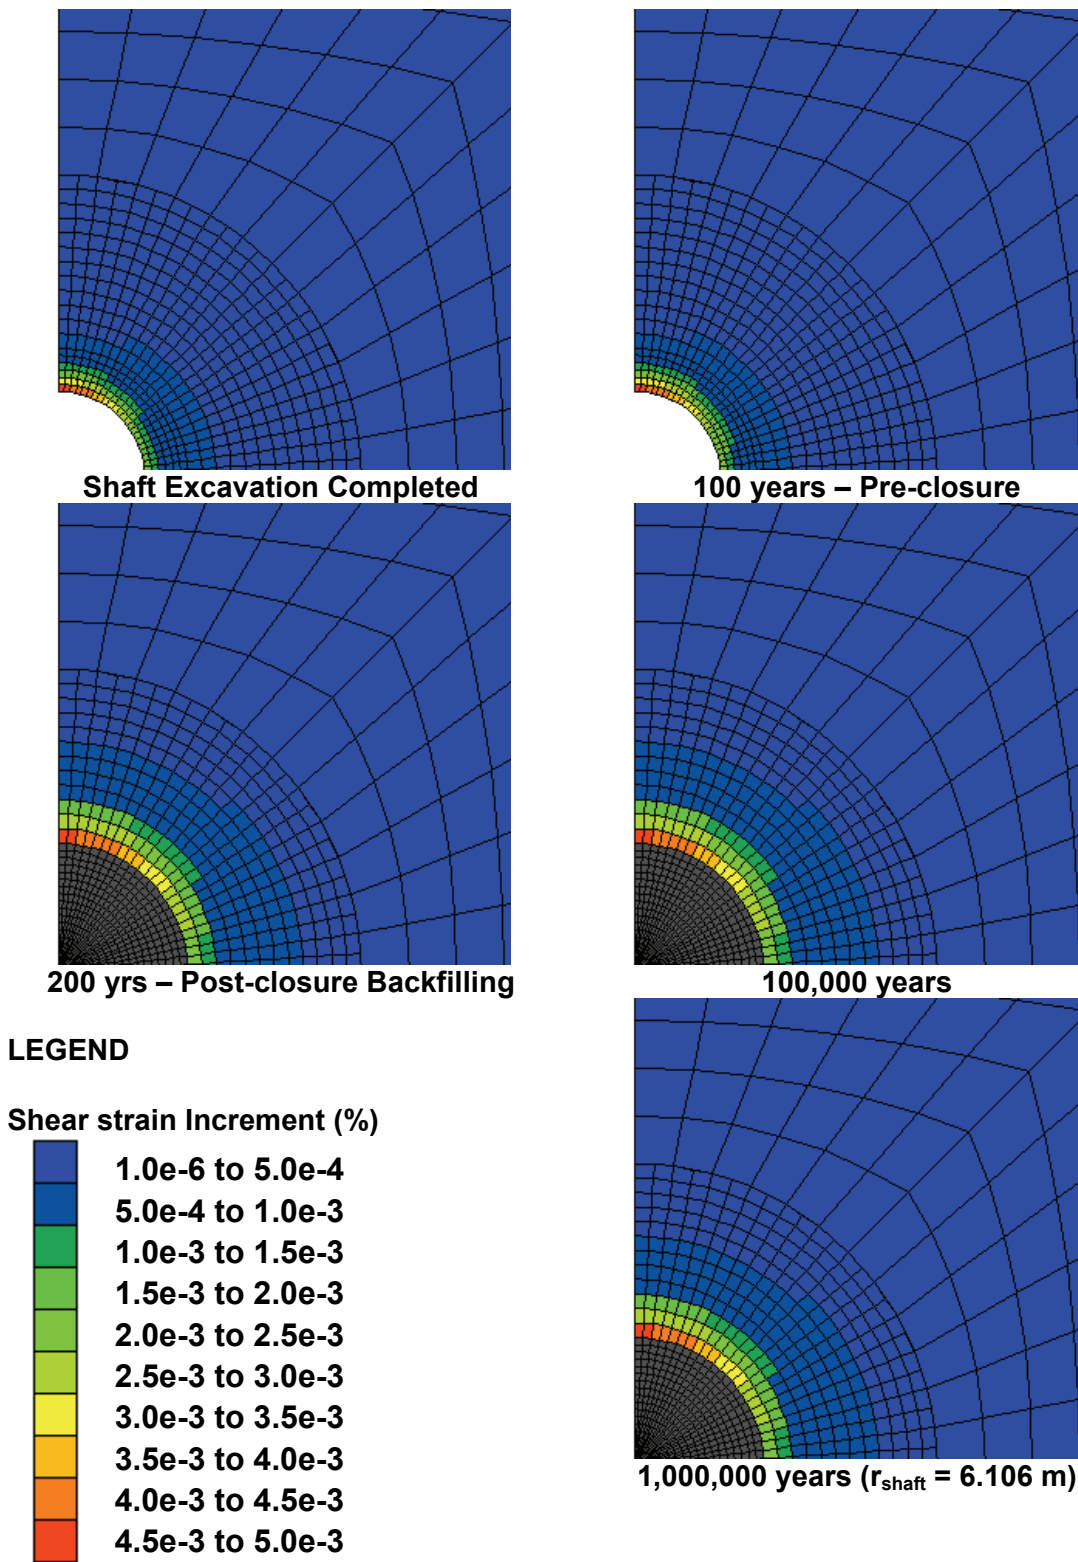 Shaft Excavation Completed
100 years – Pre-closure
200 yrs – Post-closure Backfilling
100,000 years
LEGEND
Shear strain Increment (%)
1.0e-6 to 5.0e-4
5.0e-4 to 1.0e-3
1.0e-3 to 1.5e-3
1.5e-3 to 2.0e-3
2.0e-3 to 2.5e-3
2.5e-3 to 3.0e-3
3.0e-3 to 3.5e-3
3.5e-3 to 4.0e-3
4.0e-3 to 4.5e-3
4.5e-3 to 5.0e-3
1,000,000 years (rshaft = 6.106 m)